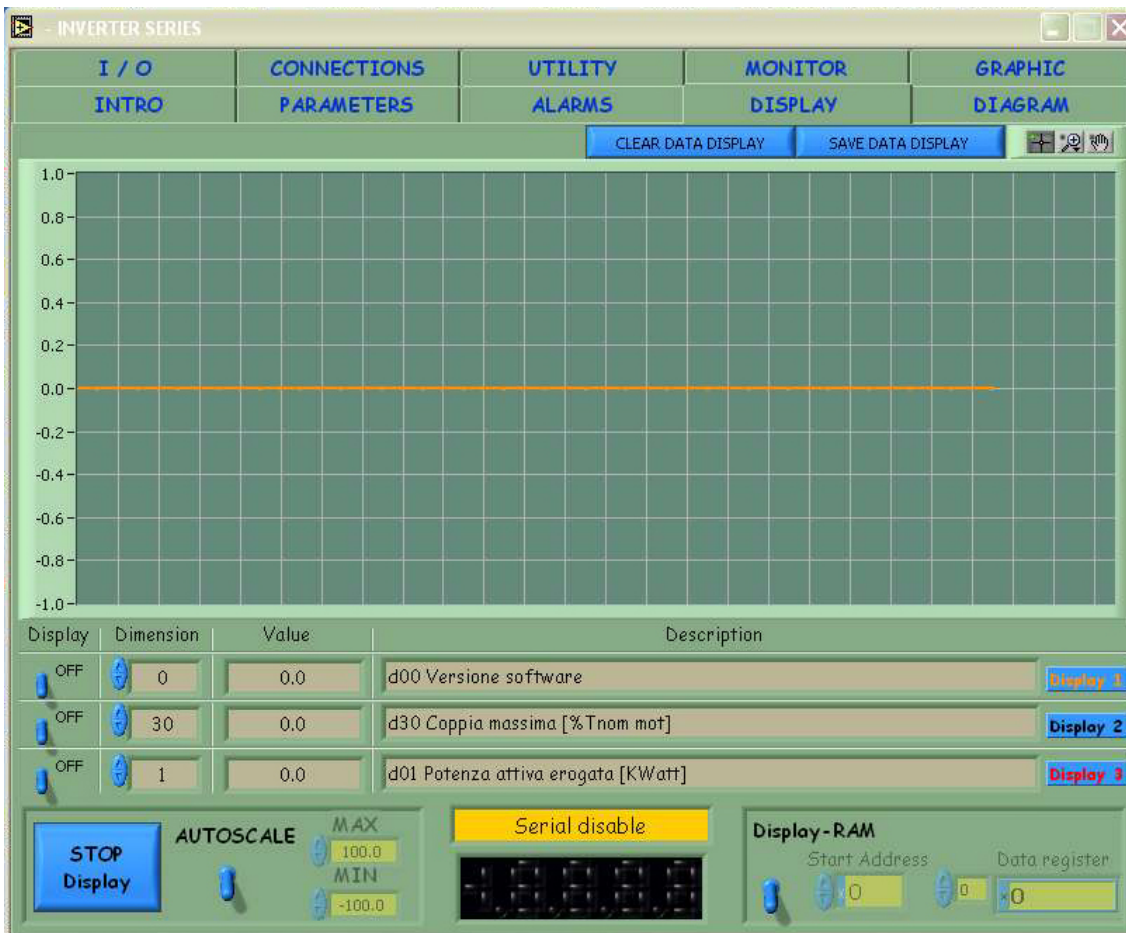 - INVERTER SERIES
I / O CONNECTIONS UTILITY MONITOR GRAPHIC
INTRO PARAMETERS ALARMS DISPLAY DIAGRAM
CLEAR DATA DISPLAY SAVE DATA DISPLAY
1.0
0.8
0.6
0.4
0.2
0.0
-0.2
-0.4
-0.6
-0.8
-1.0
Display Dimension Value Description
OFF 0 0.0 d00 Versione software Display 1
OFF 30 0.0 d30 Coppia massima [%Tnom mot] Display 2
OFF 1 0.0 d01 Potenza attiva erogata [KWatt] Display 3
STOP
Display
AUTOSCALE
MAX
100.0
MIN
-100.0
Serial disable
Display-RAM
Start Address Data register
0 0 ×0